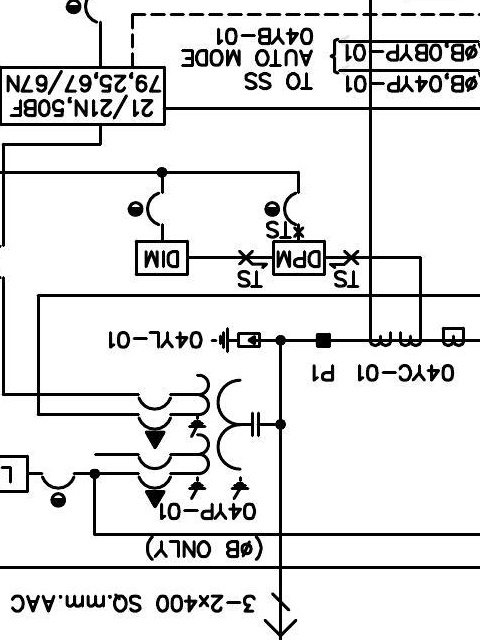 3-2x400 SQ.mm.AAC
(ØB ONLY)
04YP-01
L
04YC-01 P1
04YL-01
TS TS
DPM DIM
TS
ØB,04YP-01
ØB,08YP-01
TO SS
AUTO MODE
04YB-01
21/21N,50BF
79,25,67/67N